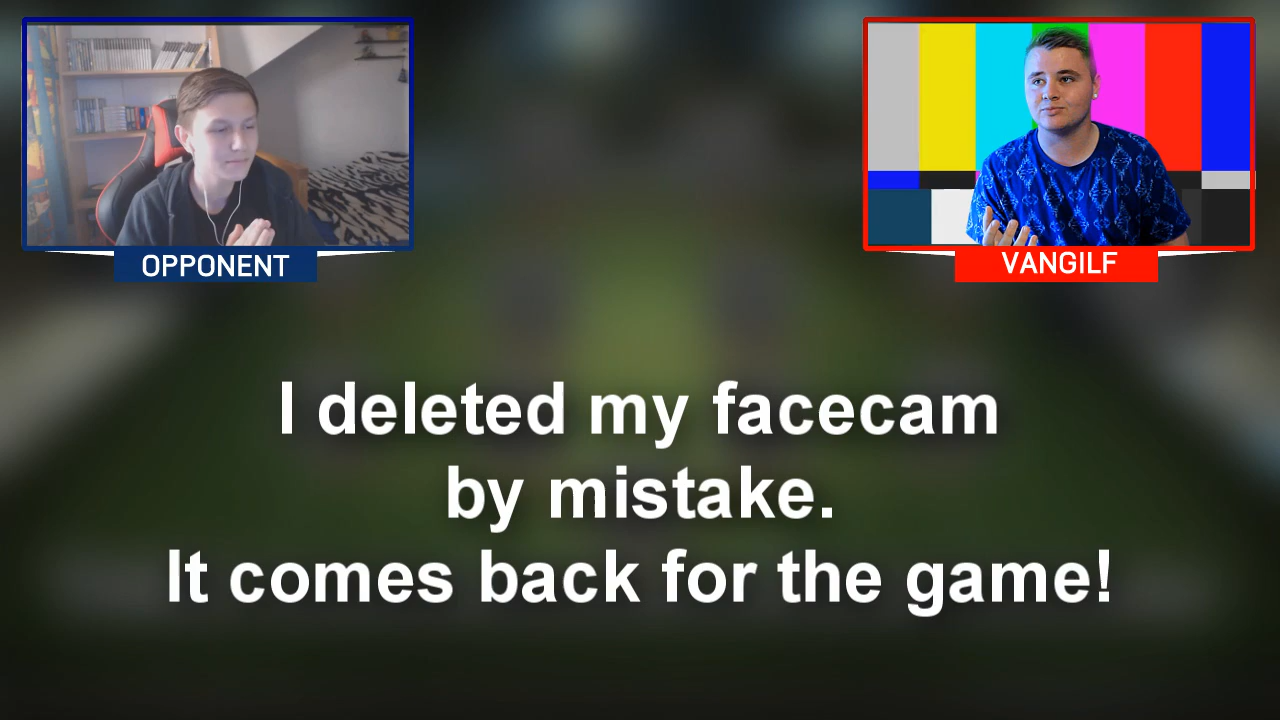 OPPONENT
VANGILF
I deleted my facecam
by mistake.
It comes back for the game!